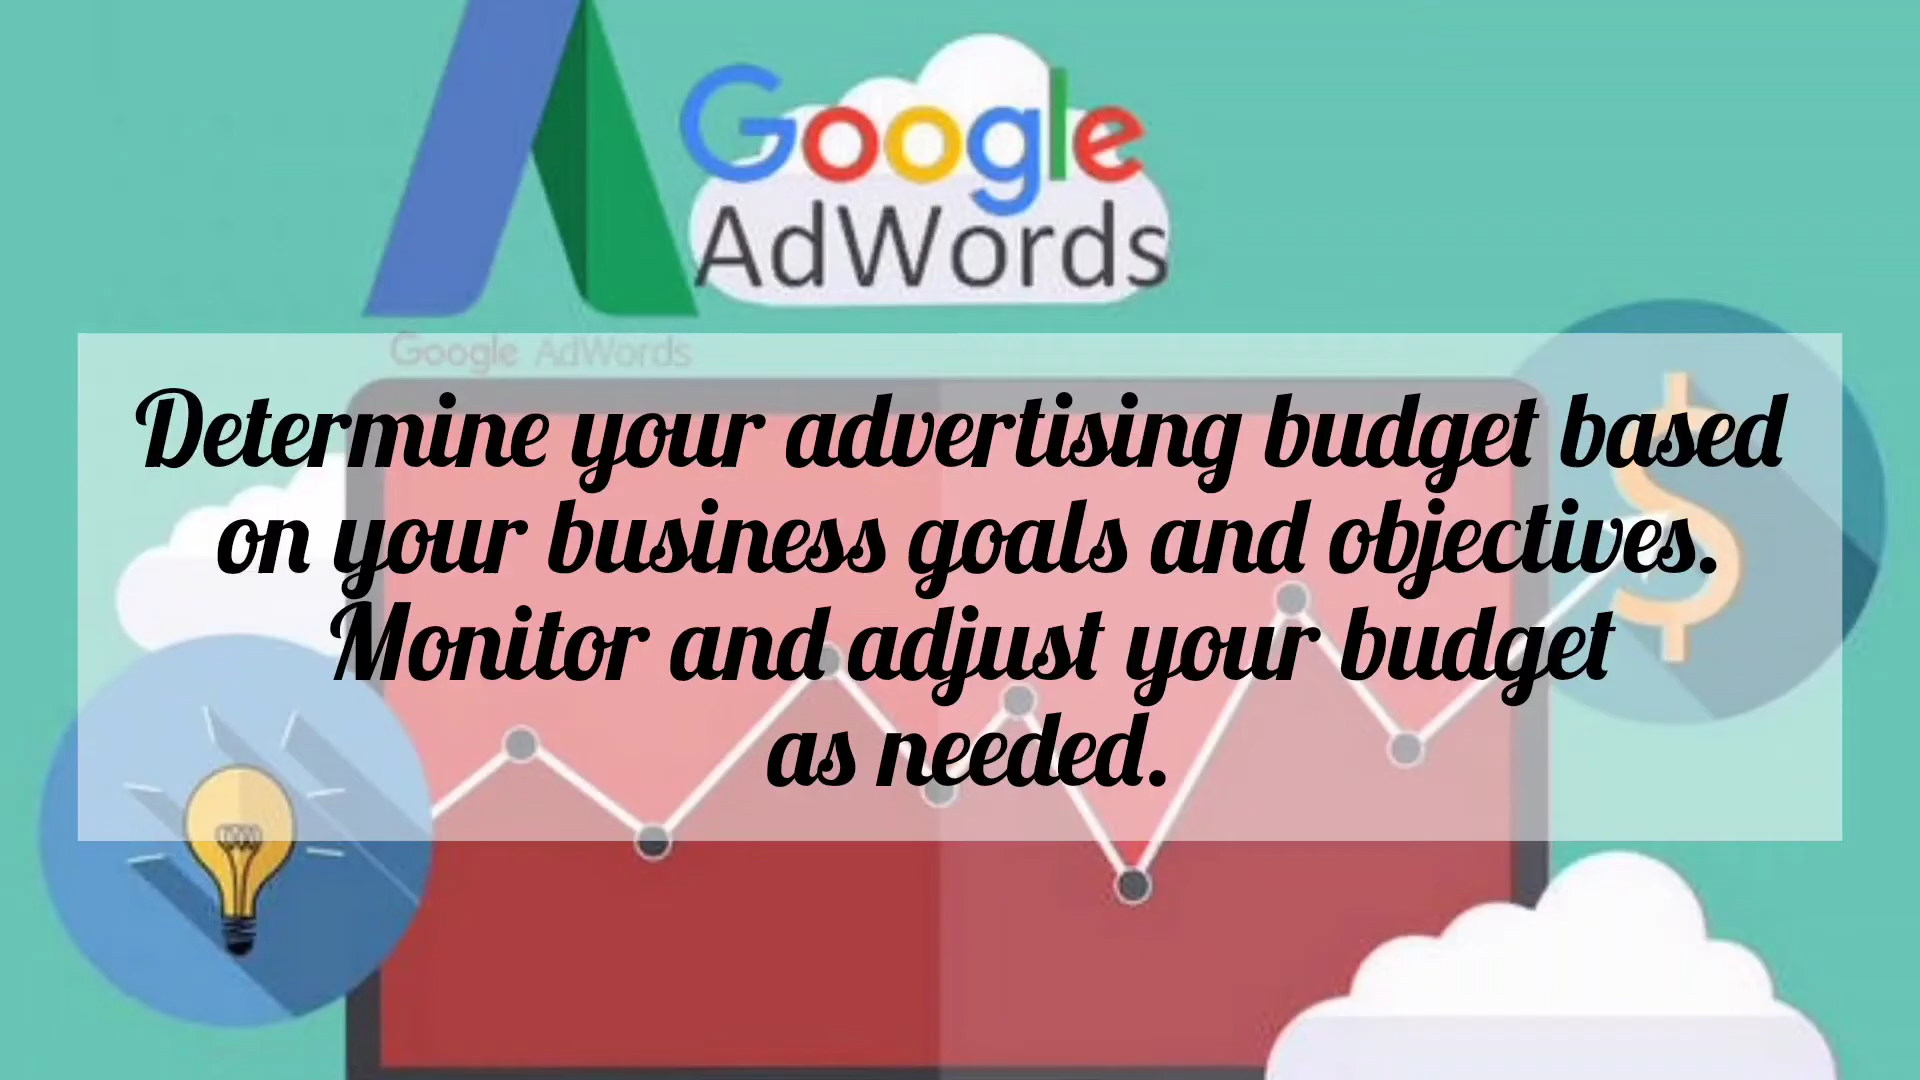 Google
AdWords
Google AdWords
Determine your advertising budget based
on your business goals and objectives.
Monitor and adjust your budget
as needed.